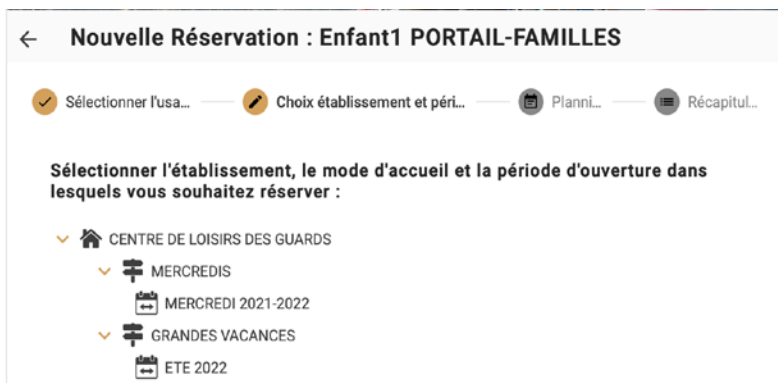 Nouvelle Réservation : Enfant1 PORTAIL-FAMILLES
Sélectionner l'usa... Choix établissement et péri... Planni... Récapitul...
Sélectionner l'établissement, le mode d'accueil et la période d'ouverture dans
lesquels vous souhaitez réserver :
CENTRE DE LOISIRS DES GUARDS
MERCREDIS
MERCREDI 2021-2022
GRANDES VACANCES
ETE 2022